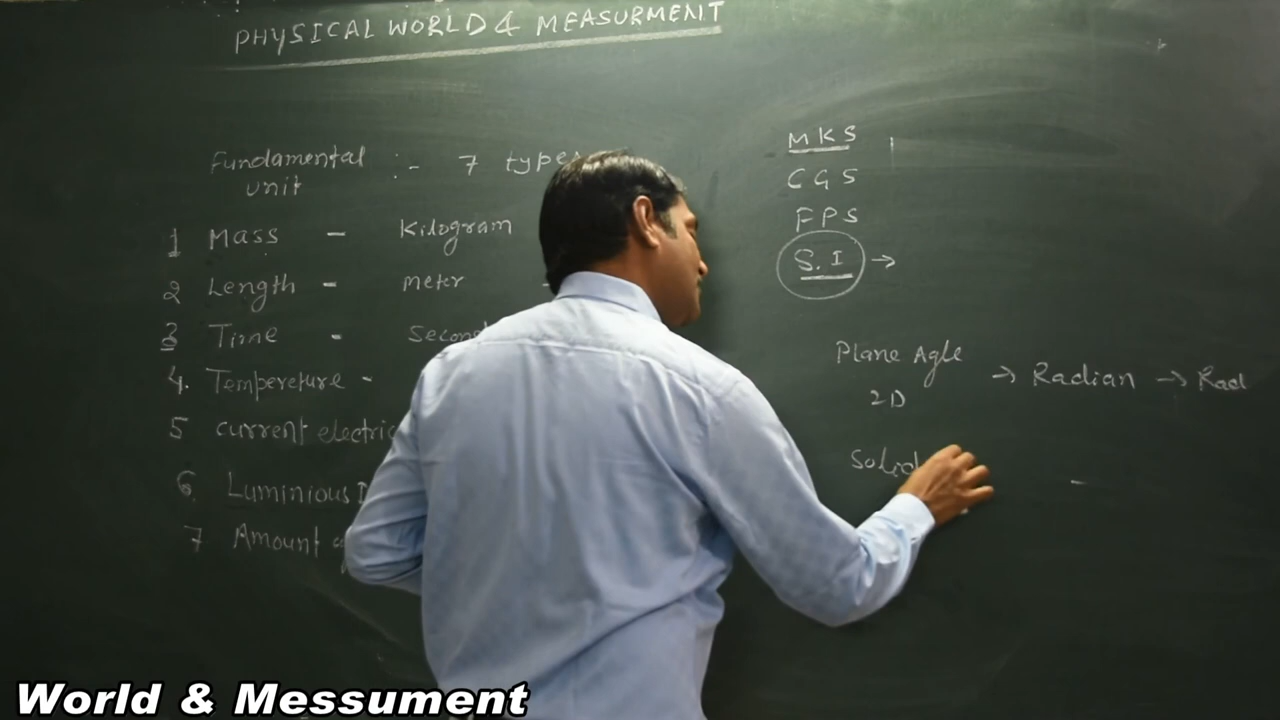 PHYSICAL WORLD & MEASURMENT
Fundamental unit :- 7 types
1 Mass - Kilogram
2 Length - meter -
3 Time - Second
4. Tempereture -
5 current electric
6. Luminious I
7 Amount
MKS
CGS
FPS
S.I →
Plane Agle 2D → Radian → Rad
Solid -
World & Messument